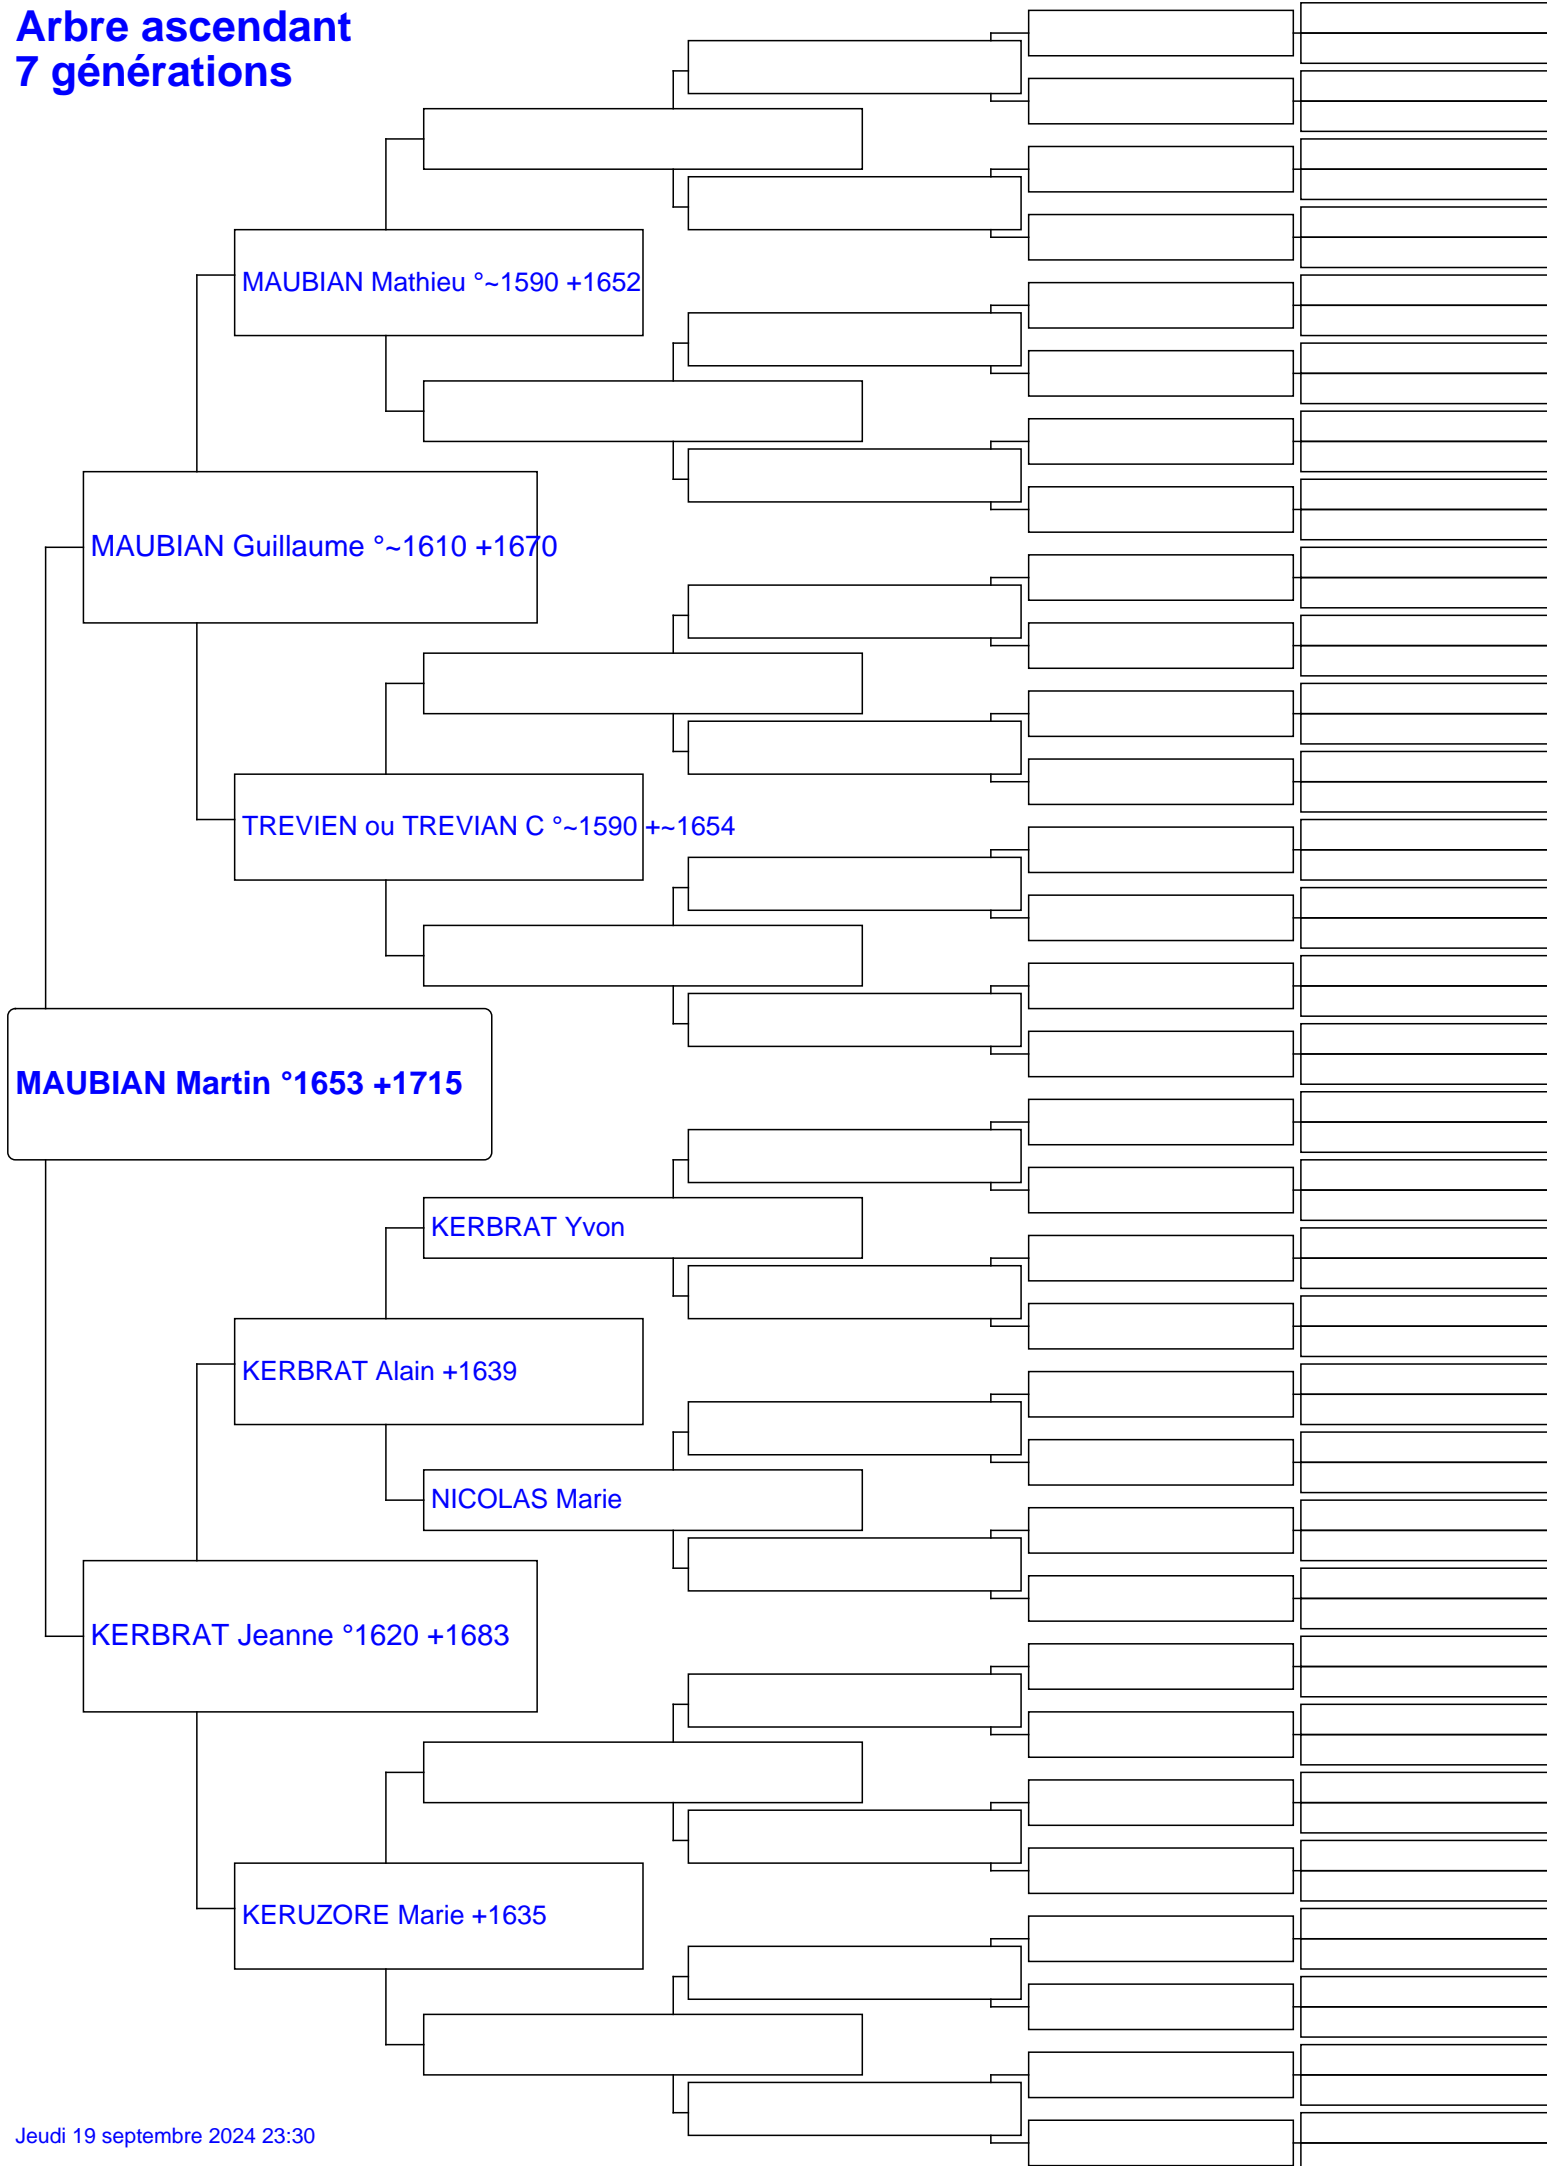 Arbre ascendant
7 générations
MAUBIAN Mathieu °~1590 +1652
MAUBIAN Guillaume °~1610 +1670
TREVIEN ou TREVIAN C °~1590 +~1654
MAUBIAN Martin °1653 +1715
KERBRAT Yvon
KERBRAT Alain +1639
NICOLAS Marie
KERBRAT Jeanne °1620 +1683
KERUZORE Marie +1635
Jeudi 19 septembre 2024 23:30